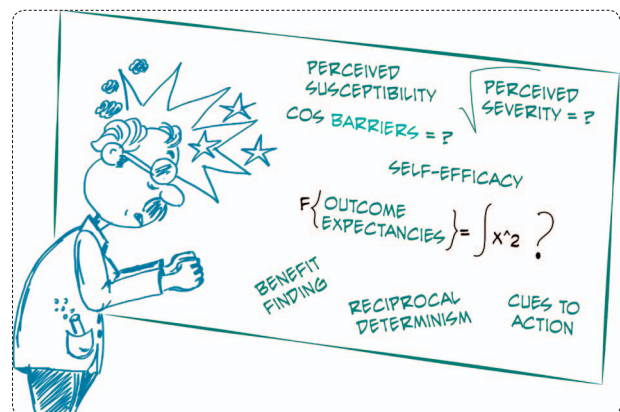 PERCEIVED
SUSCEPTIBILITY
√PERCEIVED
SEVERITY = ?
COS BARRIERS = ?
SELF-EFFICACY
F{OUTCOME
EXPECTANCIES}=∫x^2 ?
BENEFIT
FINDING
RECIPROCAL
DETERMINISM
CUES TO
ACTION